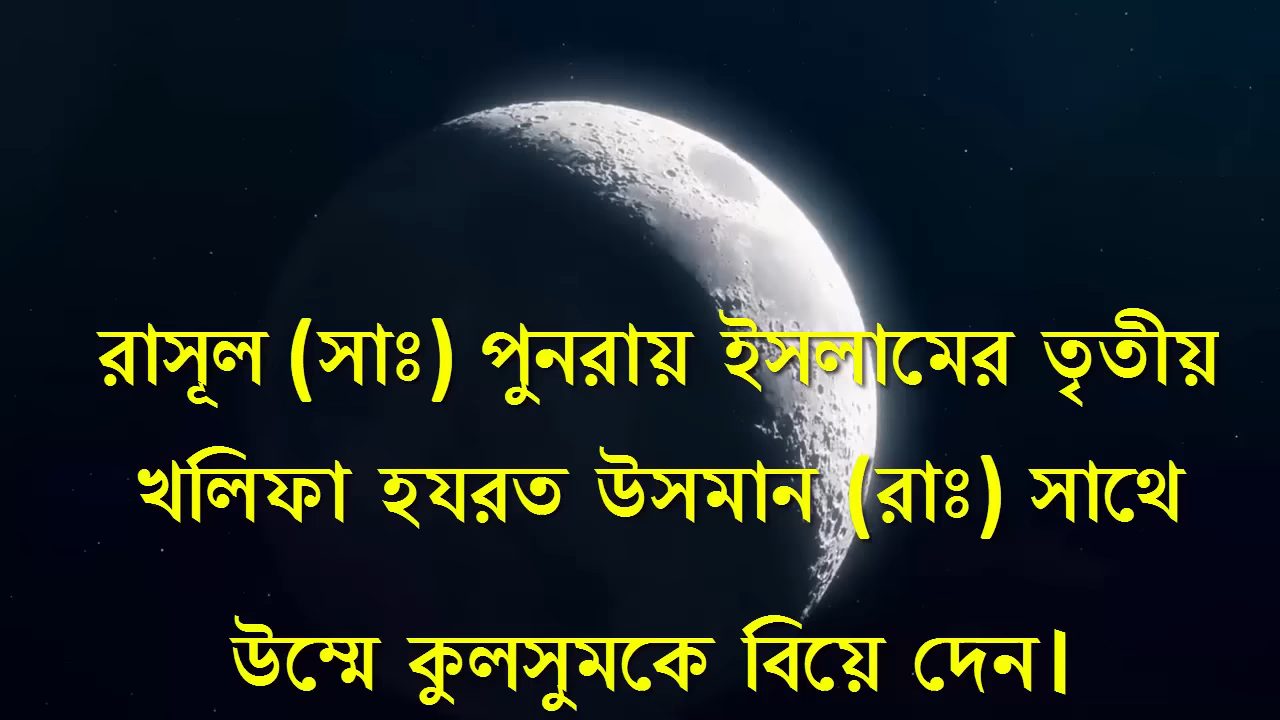 রাসূল (সাঃ) পুনরায় ইসলামের তৃতীয়
খলিফা হযরত উসমান (রাঃ) সাথে
উম্মে কুলসুমকে বিয়ে দেন।